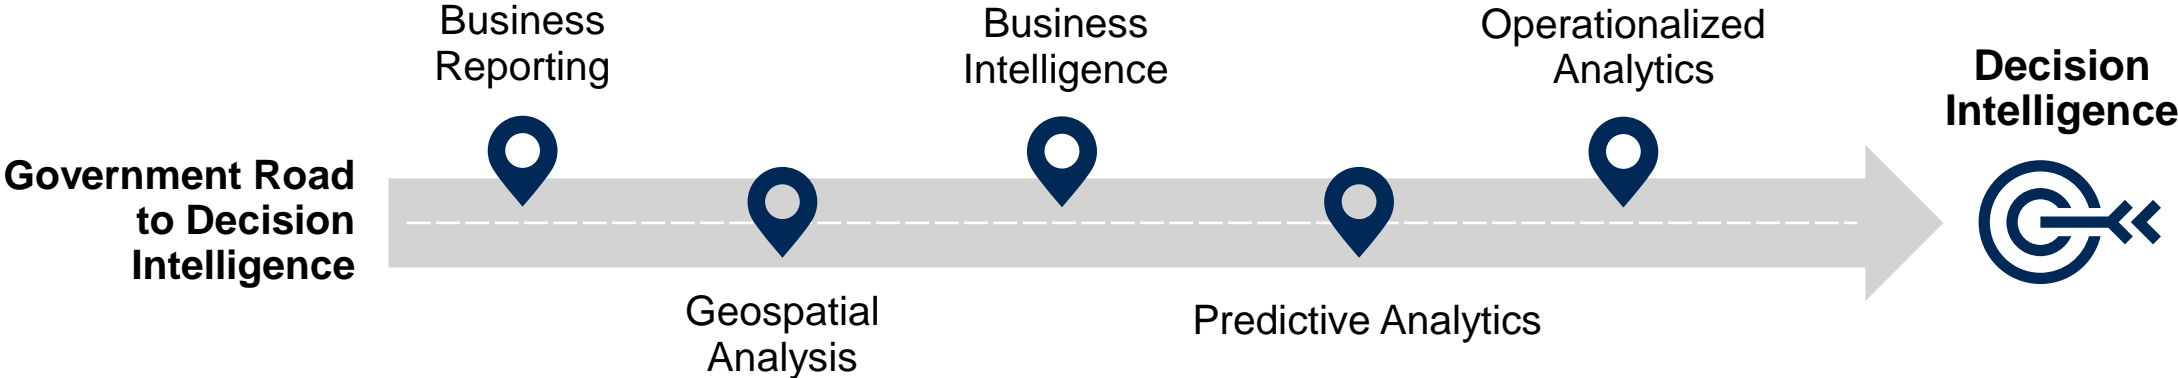 Government Road
to Decision
Intelligence
Business
Reporting
Geospatial
Analysis
Business
Intelligence
Predictive Analytics
Operationalized
Analytics
Decision
Intelligence